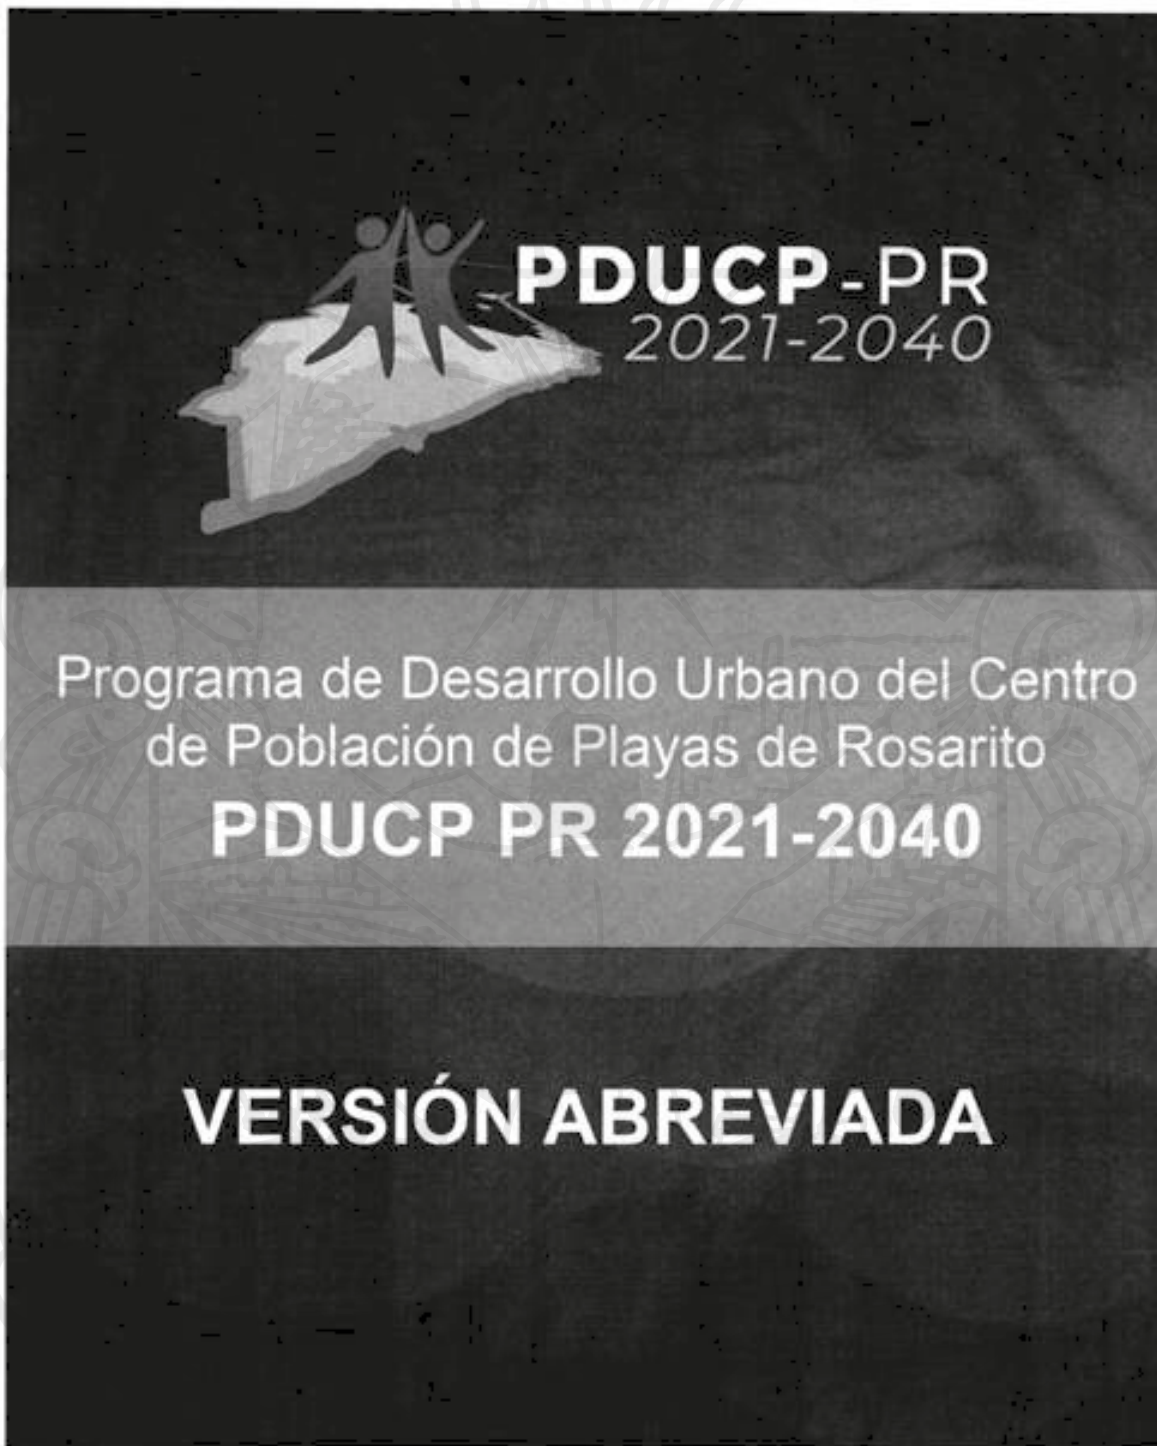 PDUCP-PR
2021-2040
Programa de Desarrollo Urbano del Centro
de Población de Playas de Rosarito
PDUCP PR 2021-2040
VERSIÓN ABREVIADA